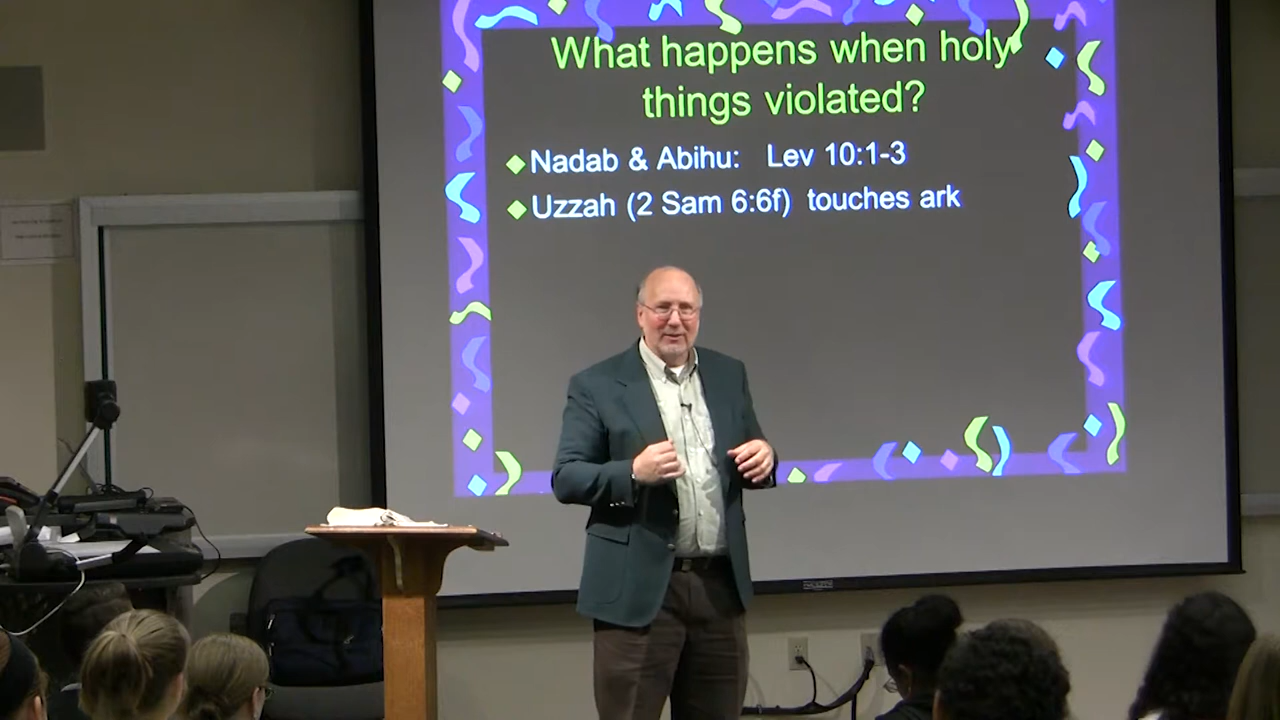 What happens when holy
things violated?
Nadab & Abihu: Lev 10:1-3
Uzzah (2 Sam 6:6f) touches ark